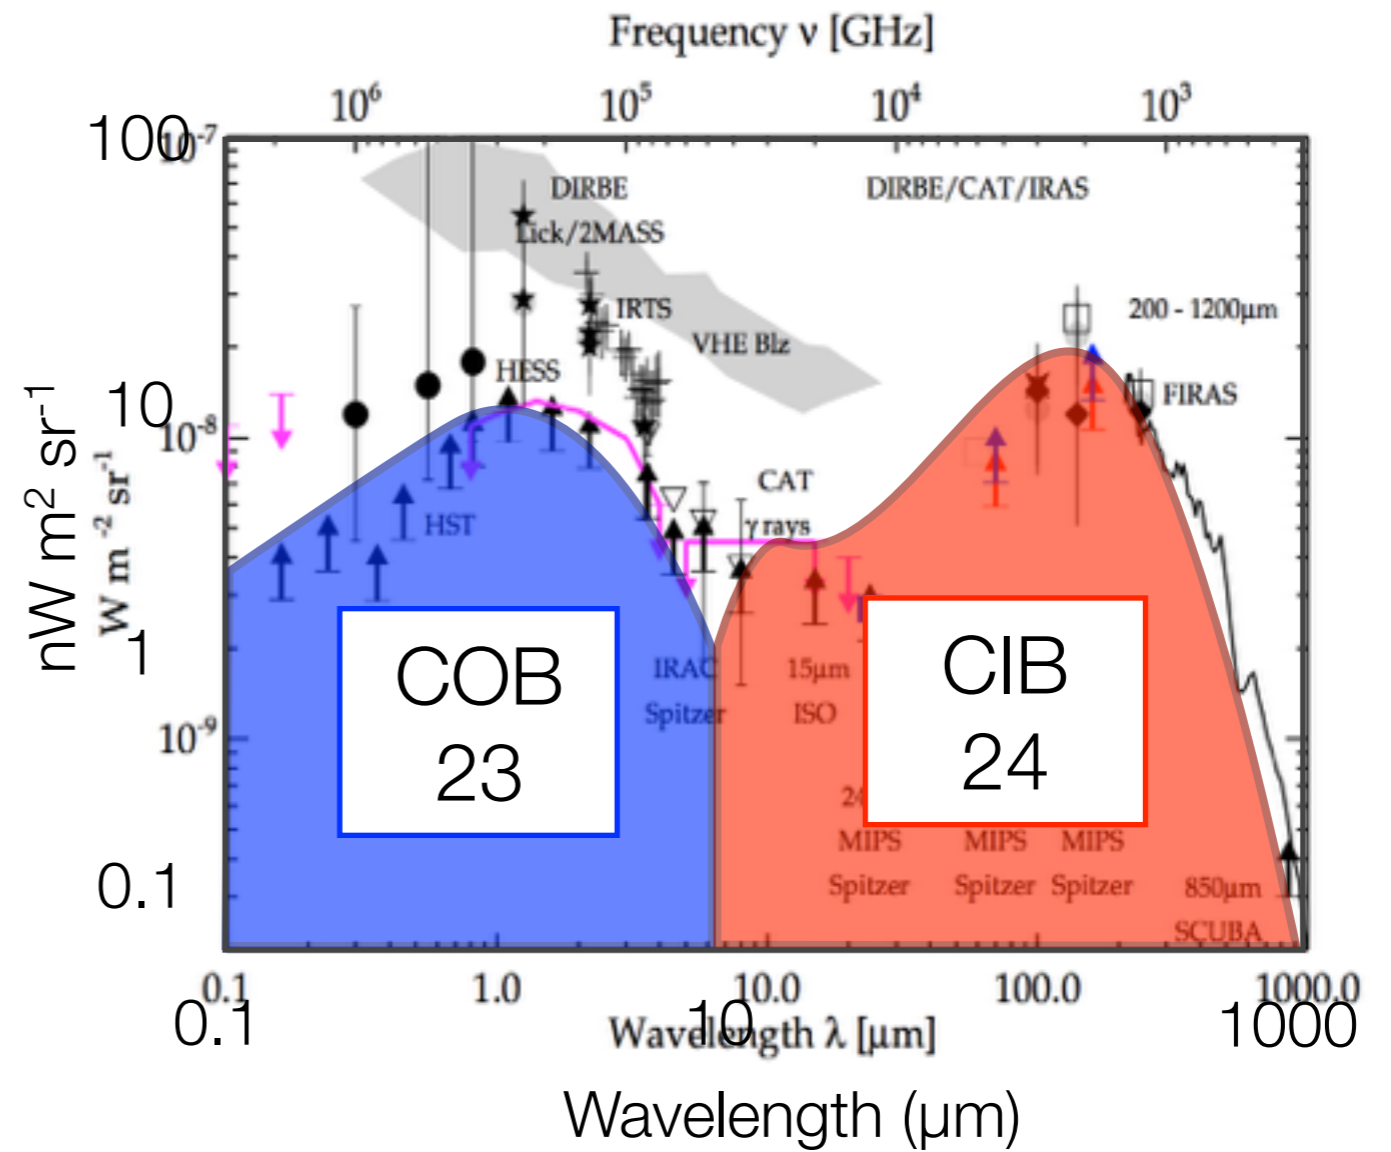 Frequency ν [GHz]
10⁶ 10⁵ 10⁴ 10³
100
10⁻⁷
DIRBE
DIRBE/CAT/IRAS
Lick/2MASS
IRTS
200 - 1200µm
VHE Blz
HESS
FIRAS
10
10⁻⁸
nW m² sr⁻¹
W m⁻² sr⁻¹
CAT
HST
γ rays
1
COB
23
CIB
24
IRAC
Spitzer
15µm
ISO
10⁻⁹
24
MIPS MIPS MIPS
Spitzer Spitzer Spitzer
0.1
850µm
SCUBA
0.1 1.0 10.0 100.0 1000.0
0.1 10 1000
Wavelength λ [µm]
Wavelength (µm)